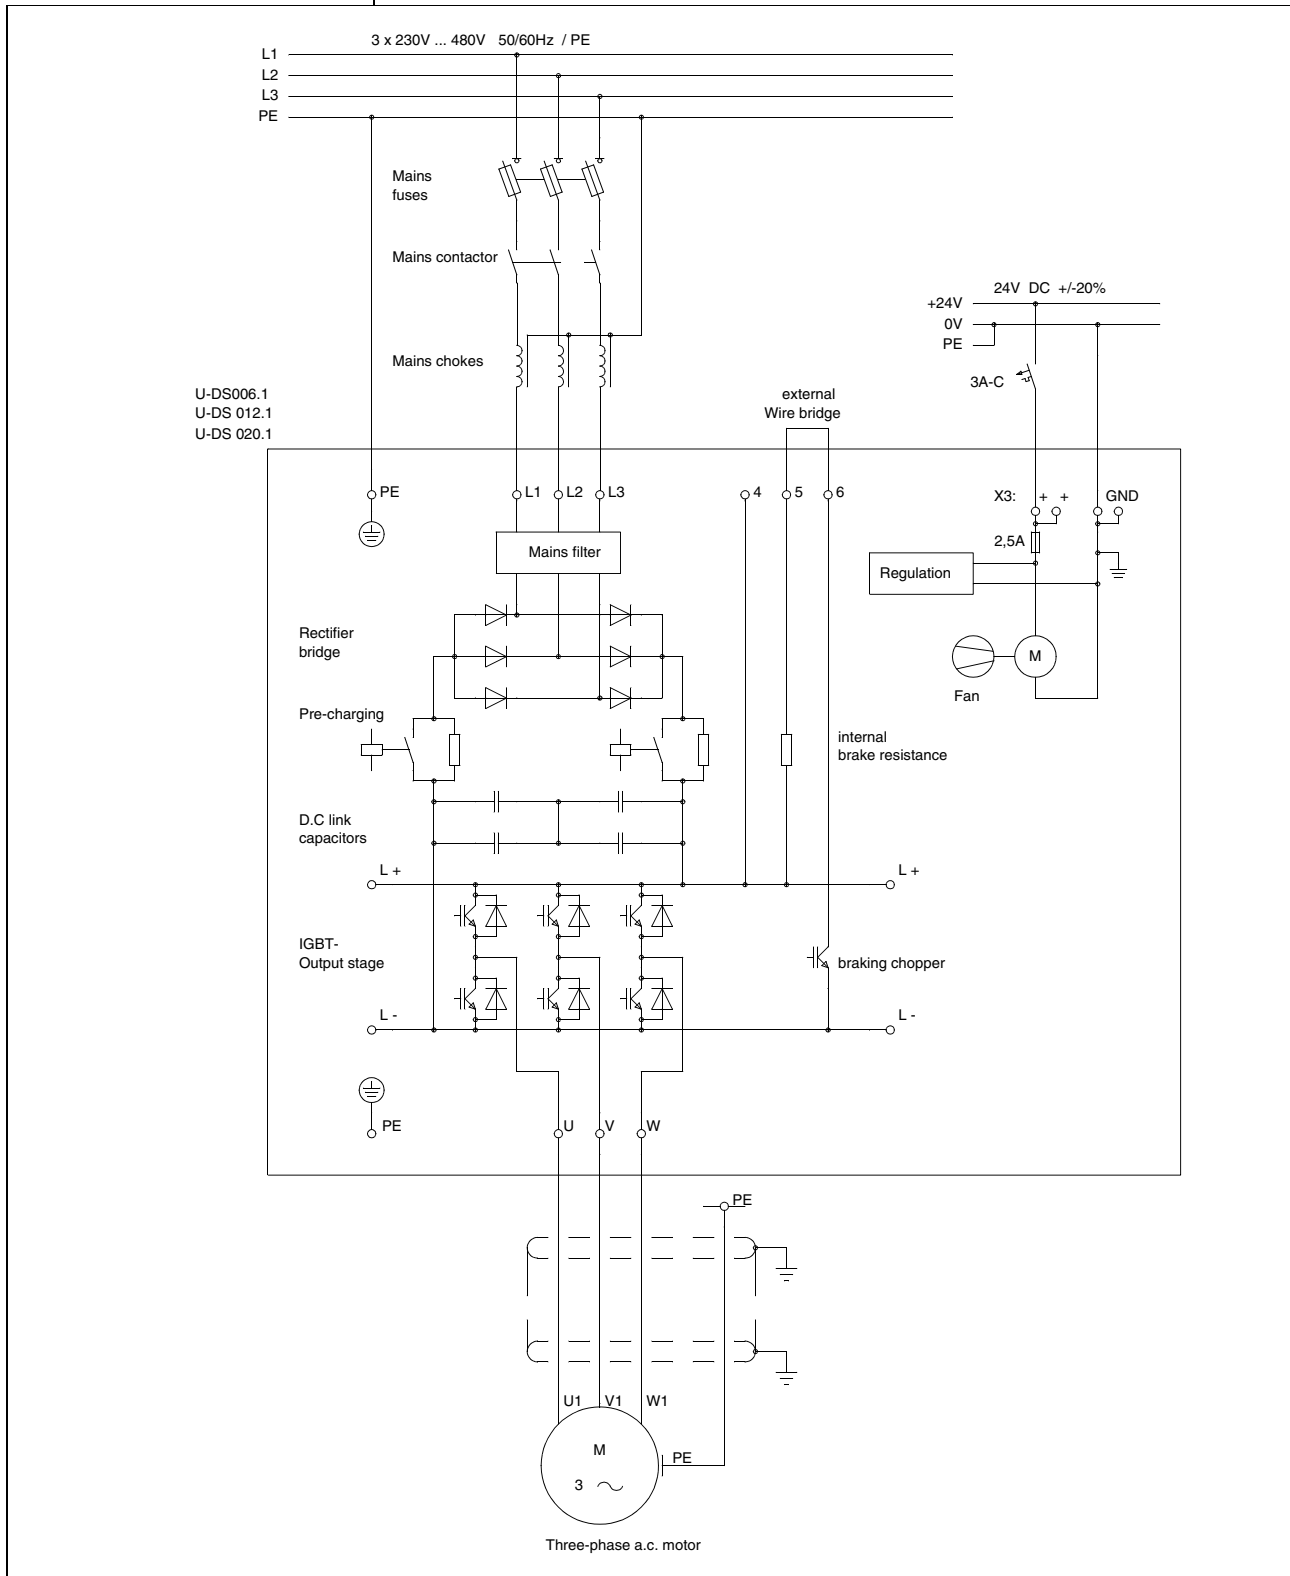 3 x 230V ... 480V 50/60Hz / PE
L1
L2
L3
PE
Mains
fuses
Mains contactor
24V DC +/-20%
+24V
0V
PE
Mains chokes
3A-C
U-DS006.1
U-DS 012.1
U-DS 020.1
external
Wire bridge
PE
L1
L2
L3
4
5
6
X3:
+ +
GND
2,5A
Mains filter
Regulation
Rectifier
bridge
M
Fan
Pre-charging
internal
brake resistance
D.C link
capacitors
L +
L +
IGBT-
Output stage
braking chopper
L -
L -
PE
U
V
W
PE
U1
V1
W1
M
3
PE
Three-phase a.c. motor